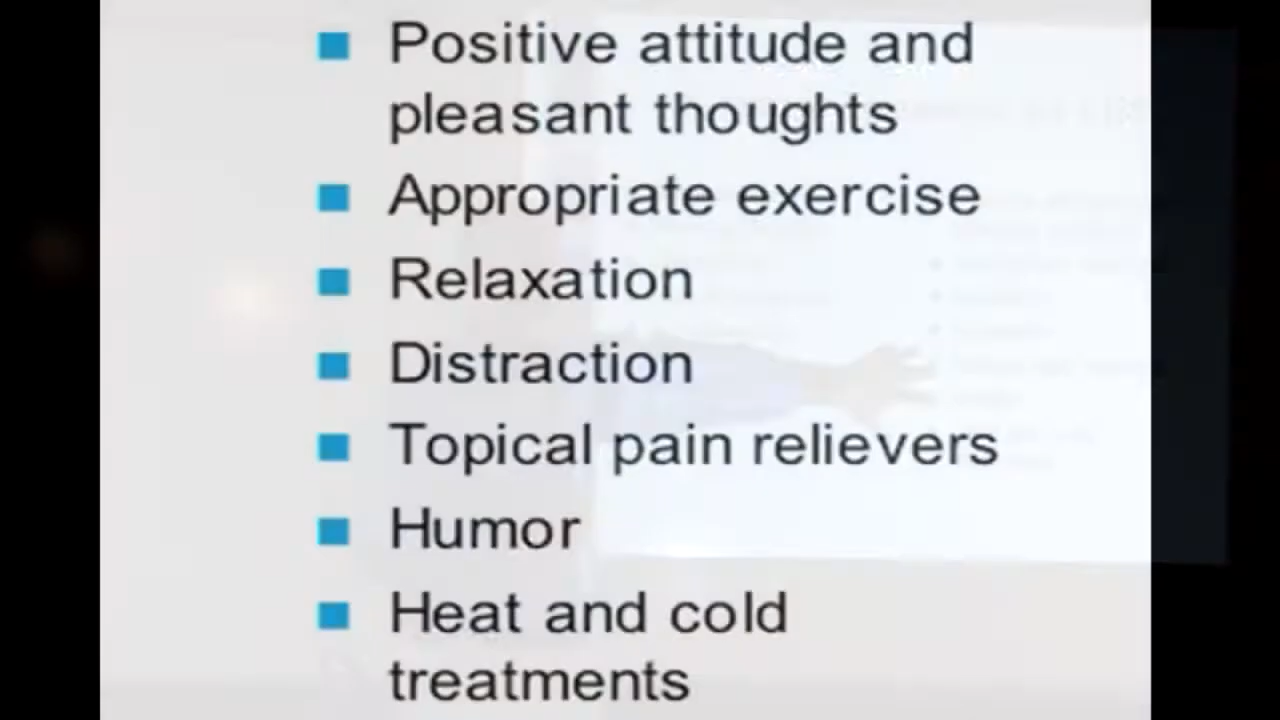 Positive attitude and
pleasant thoughts
Appropriate exercise
Relaxation
Distraction
Topical pain relievers
Humor
Heat and cold
treatments